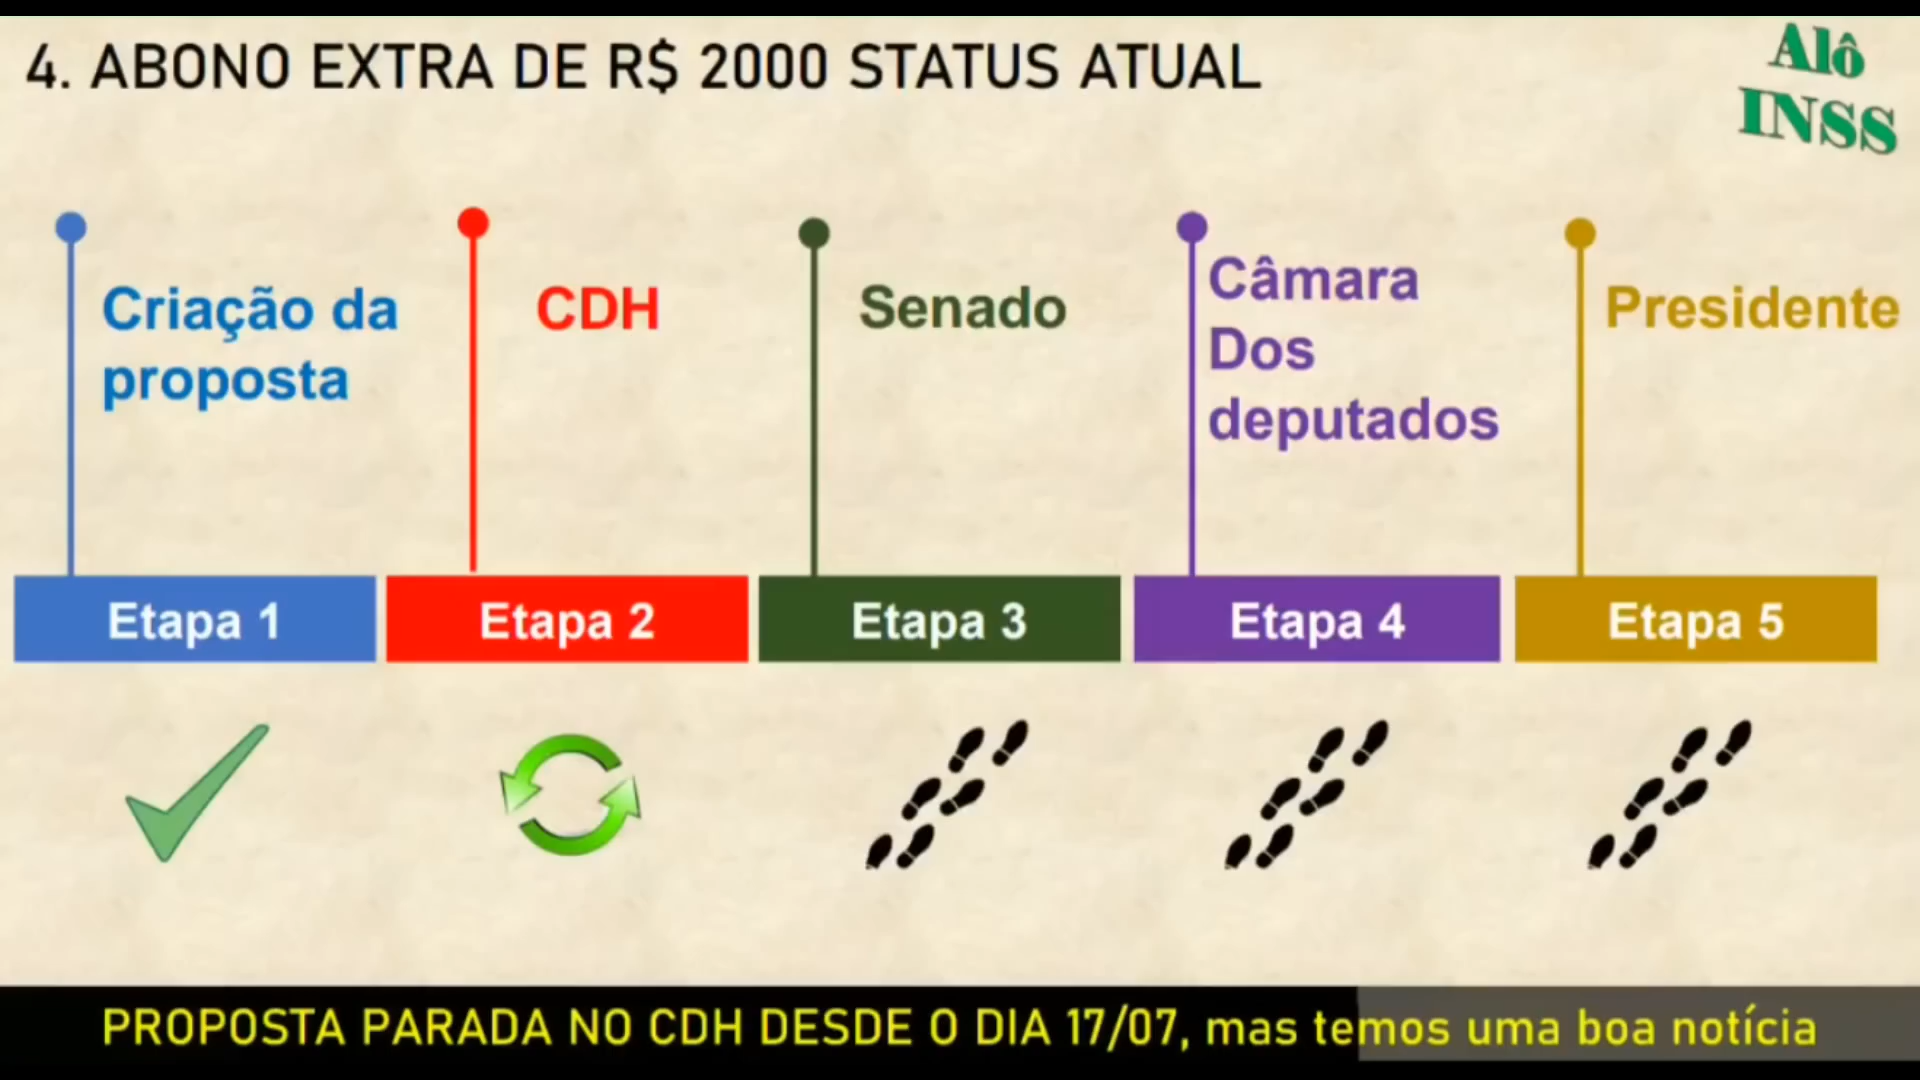 4. ABONO EXTRA DE R$ 2000 STATUS ATUAL
Alô
INSS
Criação da
proposta
CDH
Senado
Câmara
Dos
deputados
Presidente
Etapa 1
Etapa 2
Etapa 3
Etapa 4
Etapa 5
PROPOSTA PARADA NO CDH DESDE O DIA 17/07, mas temos uma boa notícia